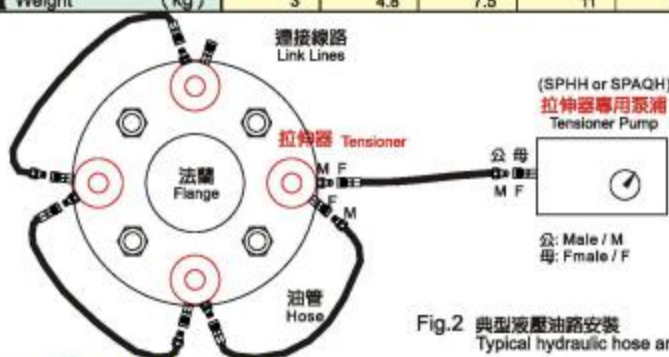 Weight (kg) 3 4.8 7.5 11
連接線路
Link Lines
(SPHH or SPAQH)
拉伸器專用泵浦
Tensioner Pump
拉伸器 Tensioner
公 母
M F
M F
法蘭
Flange
F
M
公: Male / M
母: Fmale / F
油管
Hose
Fig.2 典型液壓油路安裝
Typical hydraulic hose